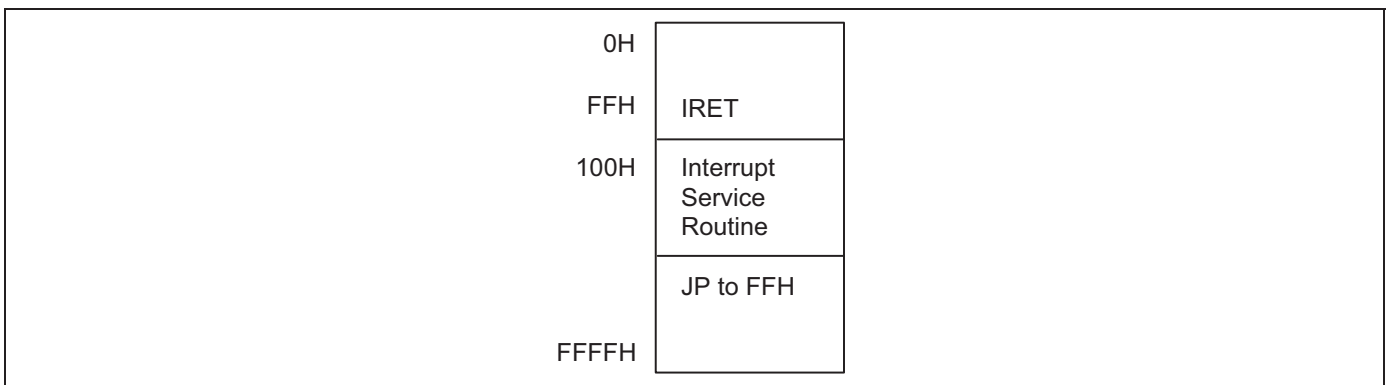 0H
FFH IRET
100H Interrupt
Service
Routine
JP to FFH
FFFFH